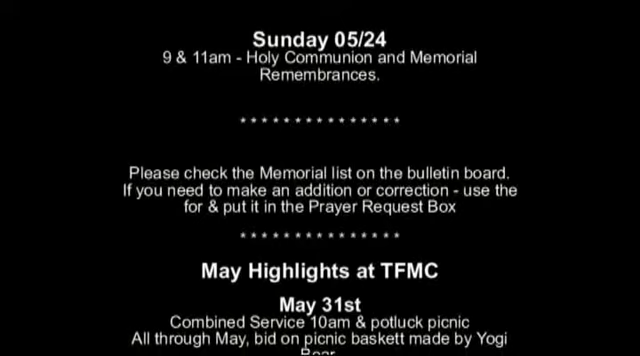 Sunday 05/24
9 & 11am - Holy Communion and Memorial
Remembrances.
* * * * * * * * * * * * * * *
Please check the Memorial list on the bulletin board.
If you need to make an addition or correction - use the
for & put it in the Prayer Request Box
* * * * * * * * * * * * * * *
May Highlights at TFMC
May 31st
Combined Service 10am & potluck picnic
All through May, bid on picnic baskett made by Yogi